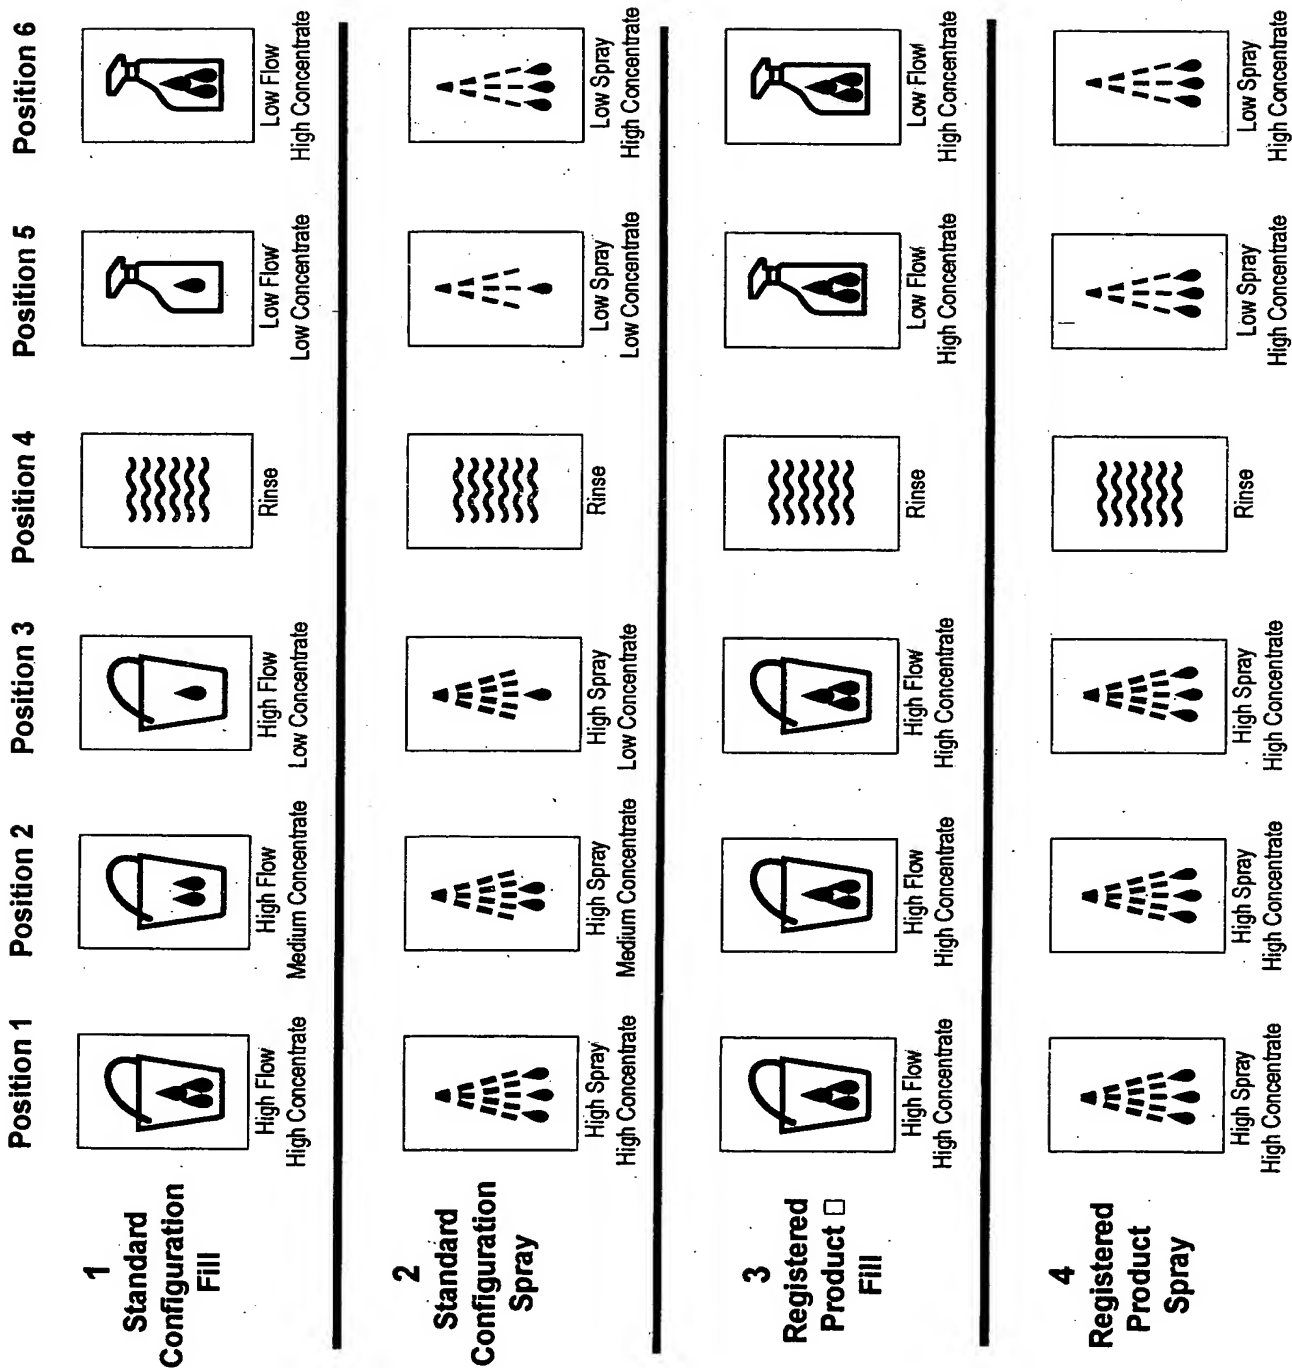 Position 1
Position 2
Position 3
Position 4
Position 5
Position 6
1
Standard
Configuration
Fill
High Flow
High Concentrate
High Flow
Medium Concentrate
High Flow
Low Concentrate
Rinse
Low Flow
Low Concentrate
Low Flow
High Concentrate
2
Standard
Configuration
Spray
High Spray
High Concentrate
High Spray
Medium Concentrate
High Spray
Low Concentrate
Rinse
Low Spray
Low Concentrate
Low Spray
High Concentrate
3
Registered
Product □
Fill
High Flow
High Concentrate
High Flow
High Concentrate
High Flow
High Concentrate
Rinse
Low Flow
High Concentrate
Low Flow
High Concentrate
4
Registered
Product
Spray
High Spray
High Concentrate
High Spray
High Concentrate
High Spray
High Concentrate
Rinse
Low Spray
High Concentrate
Low Spray
High Concentrate